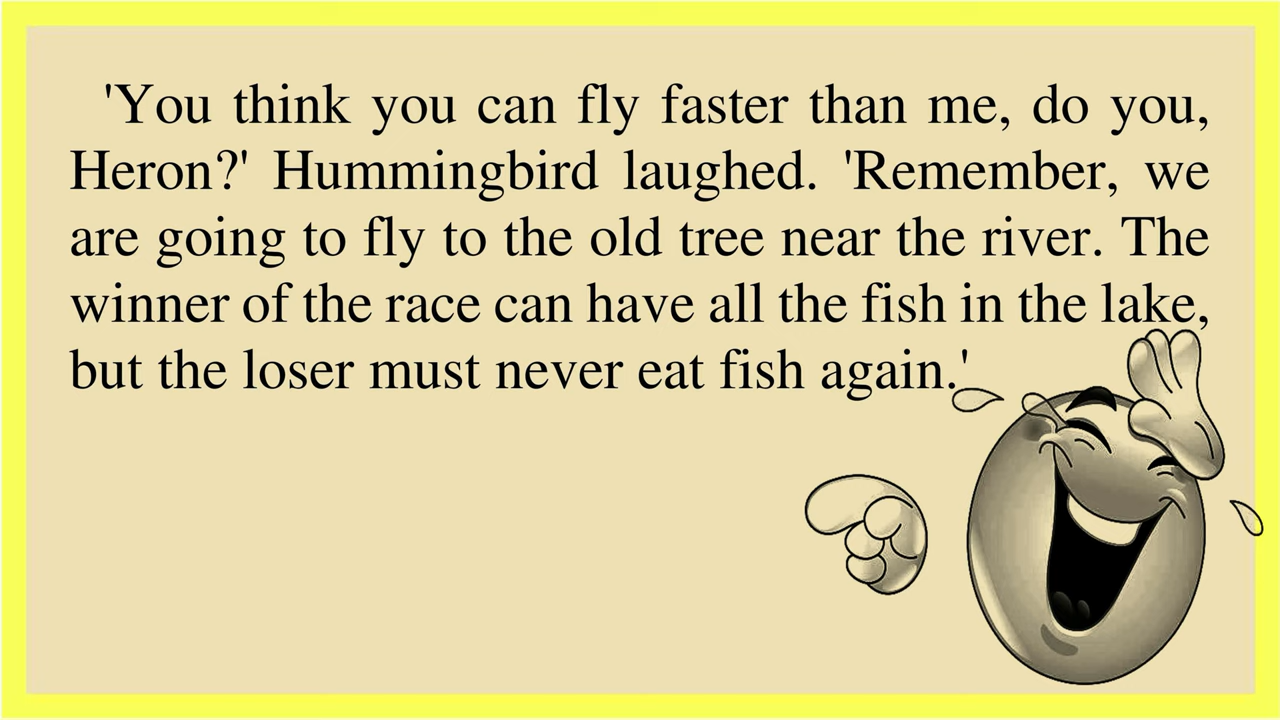 'You think you can fly faster than me, do you,
Heron?' Hummingbird laughed. 'Remember, we
are going to fly to the old tree near the river. The
winner of the race can have all the fish in the lake,
but the loser must never eat fish again.'